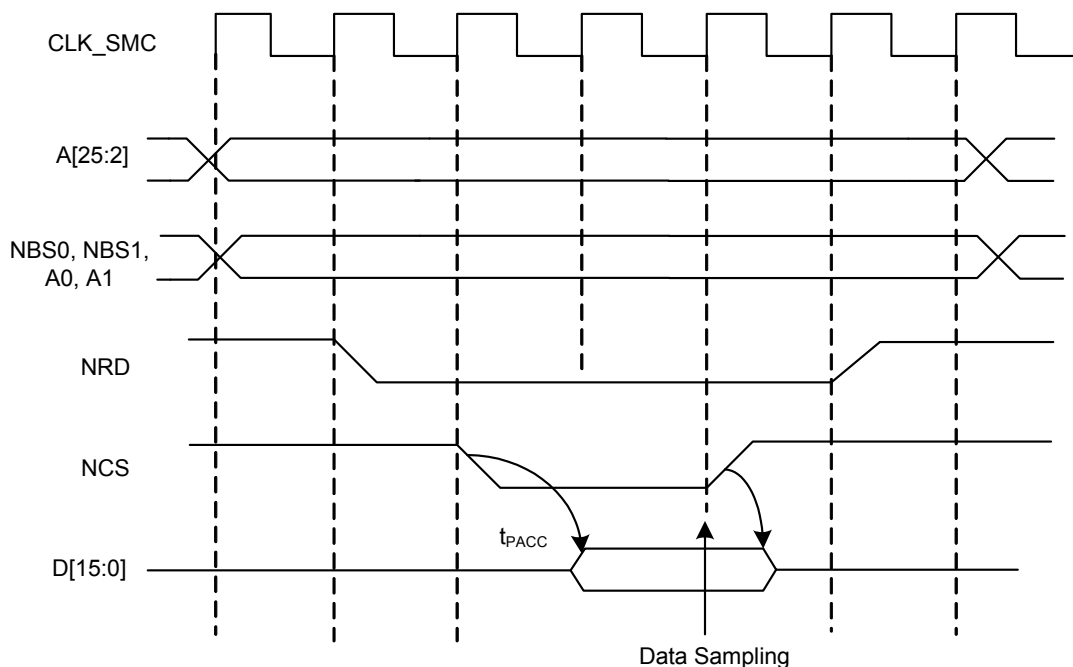 CLK_SMC
A[25:2]
NBS0, NBS1,
A0, A1
NRD
NCS
tPACC
D[15:0]
Data Sampling